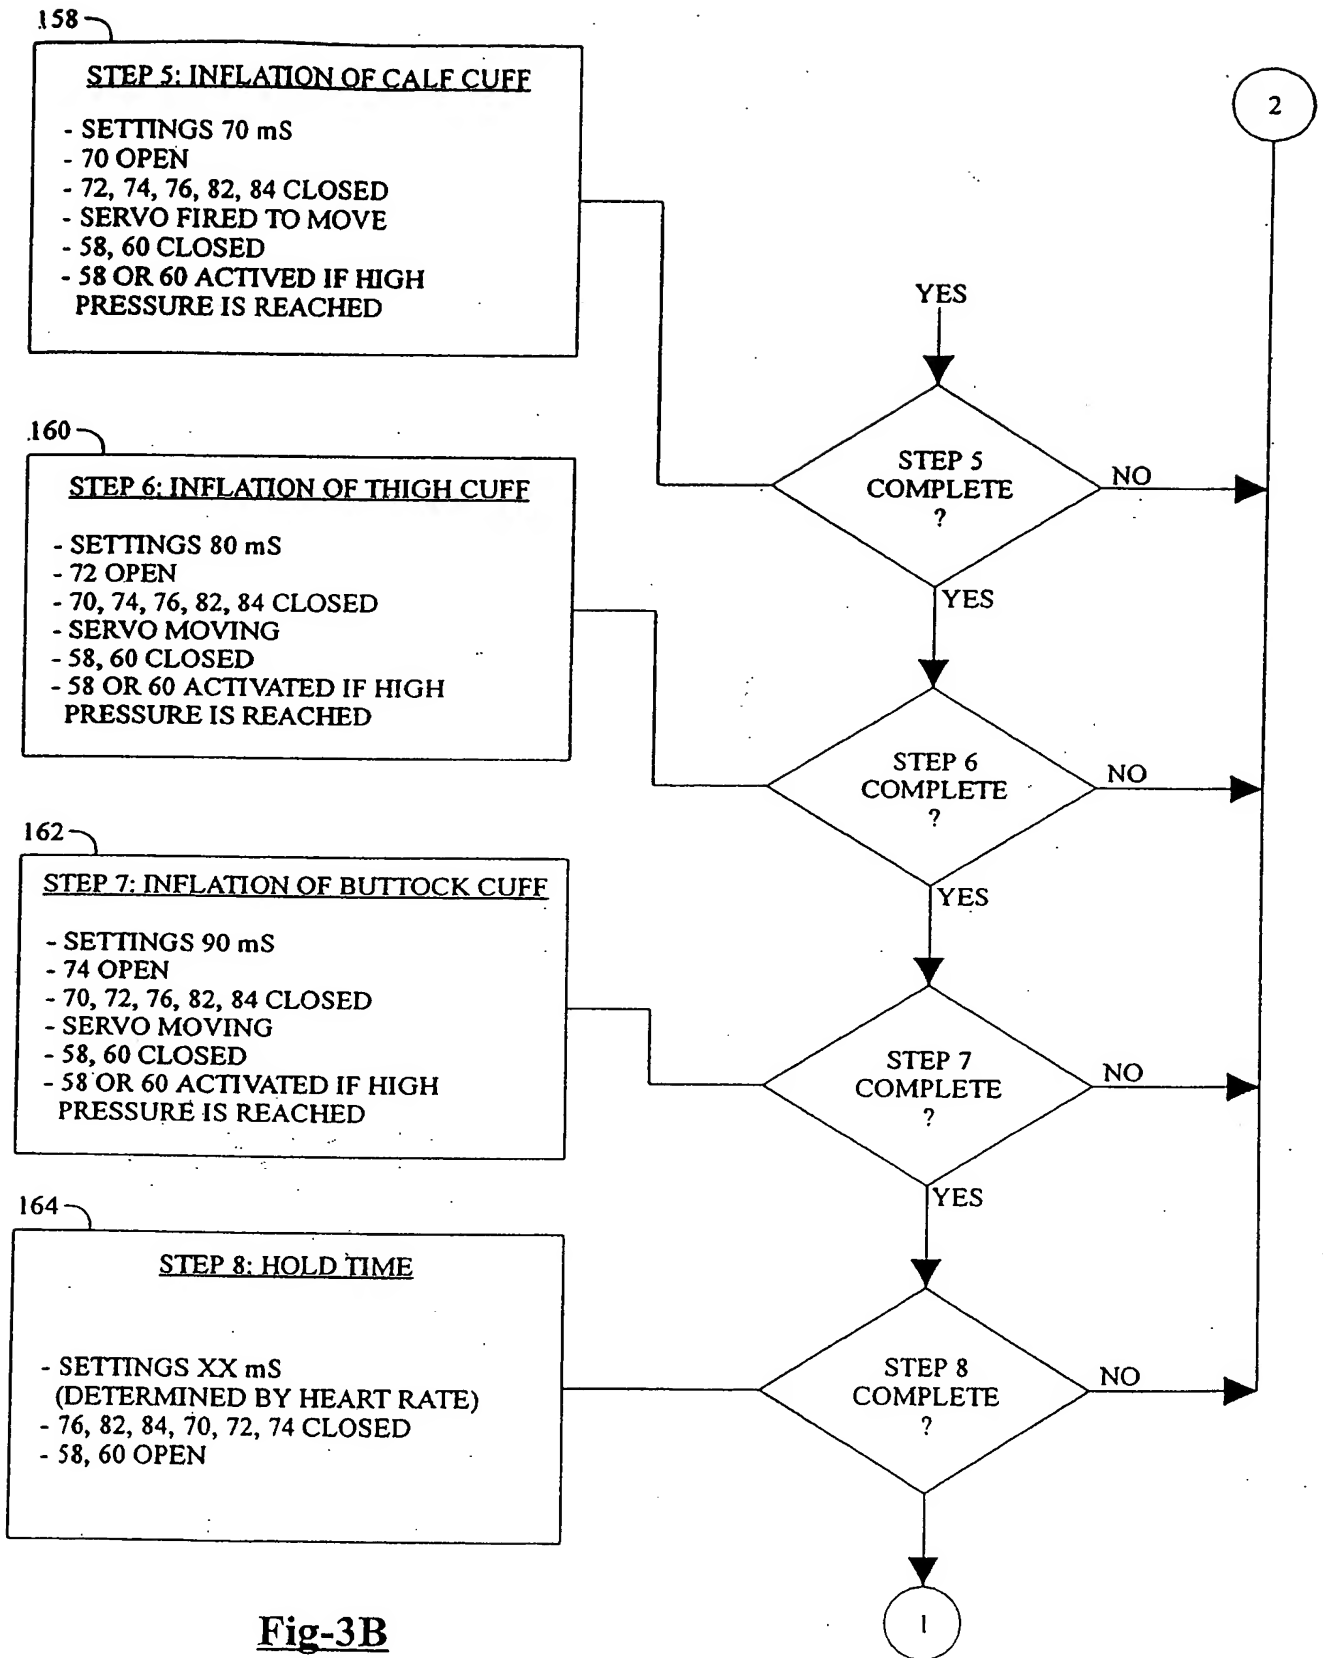 158
STEP 5: INFLATION OF CALF CUFF
- SETTINGS 70 mS
- 70 OPEN
- 72, 74, 76, 82, 84 CLOSED
- SERVO FIRED TO MOVE
- 58, 60 CLOSED
- 58 OR 60 ACTIVED IF HIGH
PRESSURE IS REACHED
2
YES
STEP 5
COMPLETE
?
NO
YES
160
STEP 6: INFLATION OF THIGH CUFF
- SETTINGS 80 mS
- 72 OPEN
- 70, 74, 76, 82, 84 CLOSED
- SERVO MOVING
- 58, 60 CLOSED
- 58 OR 60 ACTIVATED IF HIGH
PRESSURE IS REACHED
STEP 6
COMPLETE
?
NO
YES
162
STEP 7: INFLATION OF BUTTOCK CUFF
- SETTINGS 90 mS
- 74 OPEN
- 70, 72, 76, 82, 84 CLOSED
- SERVO MOVING
- 58, 60 CLOSED
- 58 OR 60 ACTIVATED IF HIGH
PRESSURE IS REACHED
STEP 7
COMPLETE
?
NO
YES
164
STEP 8: HOLD TIME
- SETTINGS XX mS
(DETERMINED BY HEART RATE)
- 76, 82, 84, 70, 72, 74 CLOSED
- 58, 60 OPEN
STEP 8
COMPLETE
?
NO
1
Fig-3B